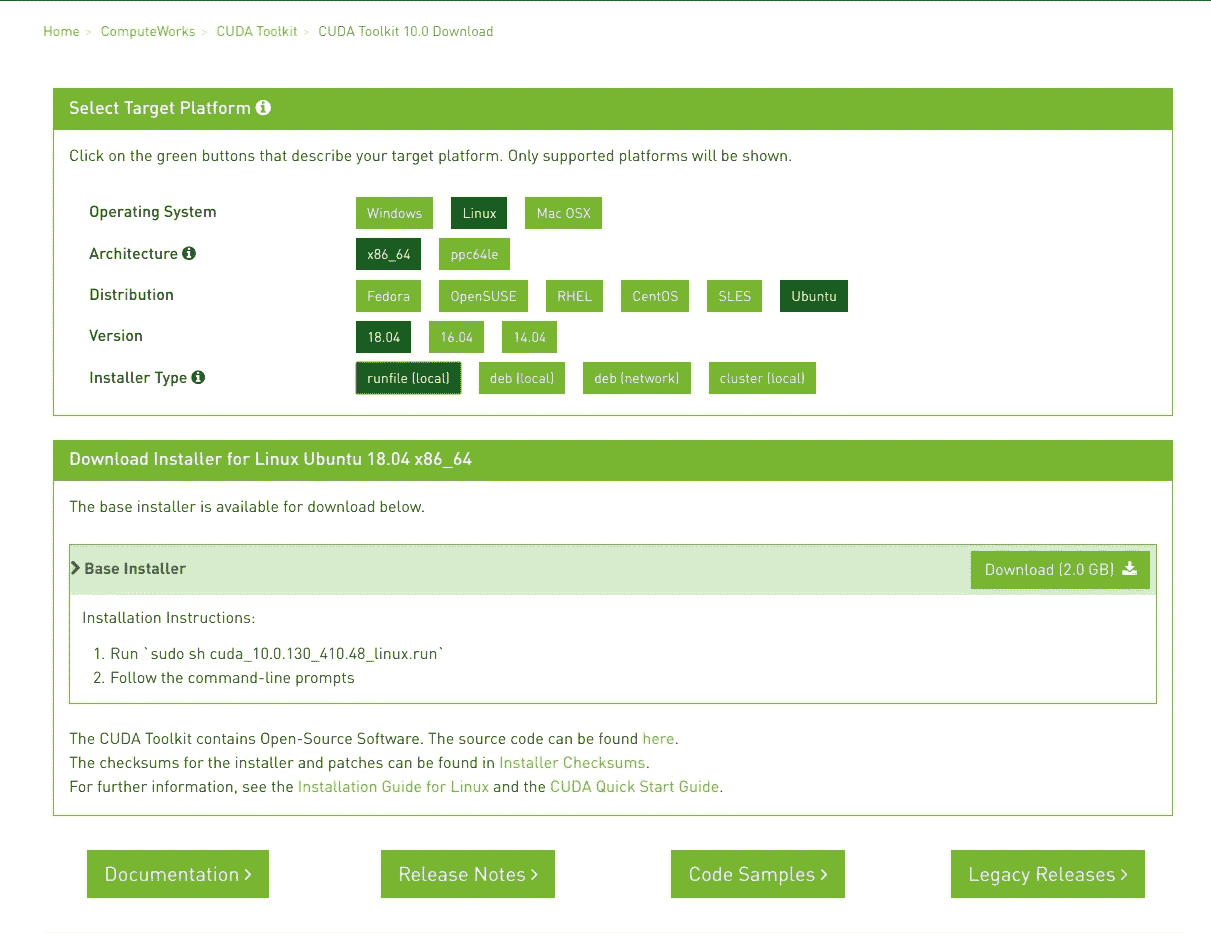 Home > ComputeWorks > CUDA Toolkit > CUDA Toolkit 10.0 Download
Select Target Platform
Click on the green buttons that describe your target platform. Only supported platforms will be shown.
Operating System Windows Linux Mac OSX
Architecture x86_64 ppc64le
Distribution Fedora OpenSUSE RHEL CentOS SLES Ubuntu
Version 18.04 16.04 14.04
Installer Type runfile (local) deb (local) deb (network) cluster (local)
Download Installer for Linux Ubuntu 18.04 x86_64
The base installer is available for download below.
Base Installer Download (2.0 GB)
Installation Instructions:
1. Run `sudo sh cuda_10.0.130_410.48_linux.run`
2. Follow the command-line prompts
The CUDA Toolkit contains Open-Source Software. The source code can be found here.
The checksums for the installer and patches can be found in Installer Checksums.
For further information, see the Installation Guide for Linux and the CUDA Quick Start Guide.
Documentation > Release Notes > Code Samples > Legacy Releases >